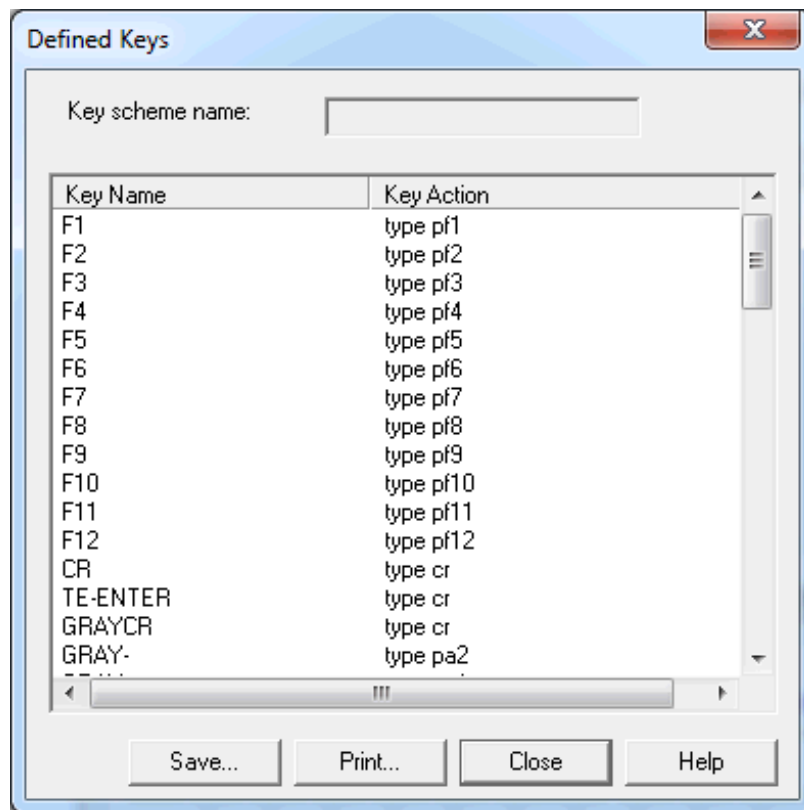 Defined Keys
Key scheme name:
Key Name Key Action
F1 type pf1
F2 type pf2
F3 type pf3
F4 type pf4
F5 type pf5
F6 type pf6
F7 type pf7
F8 type pf8
F9 type pf9
F10 type pf10
F11 type pf11
F12 type pf12
CR type cr
TE-ENTER type cr
GRAYCR type cr
GRAY- type pa2
Save... Print... Close Help